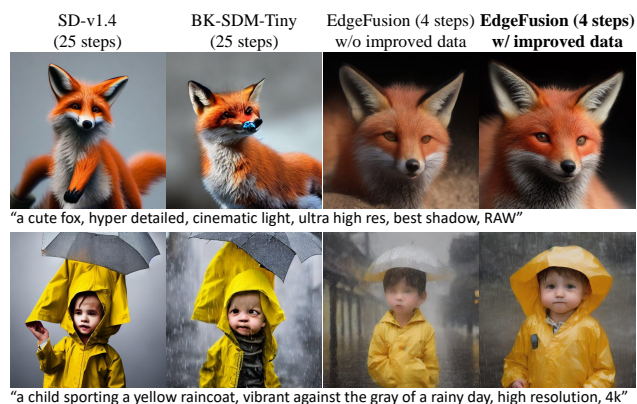 SD-v1.4 BK-SDM-Tiny EdgeFusion (4 steps) EdgeFusion (4 steps)
(25 steps) (25 steps) w/o improved data w/ improved data
"a cute fox, hyper detailed, cinematic light, ultra high res, best shadow, RAW"
"a child sporting a yellow raincoat, vibrant against the gray of a rainy day, high resolution, 4k"